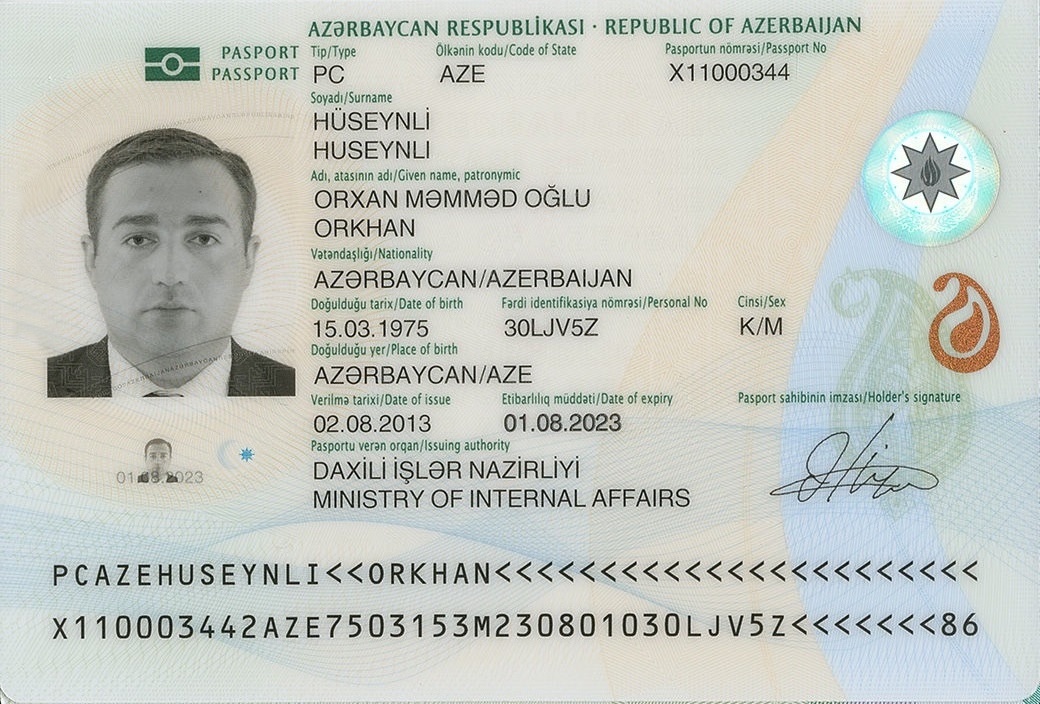 AZƏRBAYCAN RESPUBLİKASI · REPUBLIC OF AZERBAIJAN
PASPORT
PASSPORT
Tip/Type Ölkənin kodu/Code of State Pasportun nömrəsi/Passport No
PC AZE X11000344
Soyadı/Surname
HÜSEYNLİ
HUSEYNLI
Adı, atasının adı/Given name, patronymic
ORXAN MƏMMƏD OĞLU
ORKHAN
Vətəndaşlığı/Nationality
AZƏRBAYCAN/AZERBAIJAN
Doğulduğu tarix/Date of birth Fərdi identifikasiya nömrəsi/Personal No Cinsi/Sex
15.03.1975 30LJV5Z K/M
Doğulduğu yer/Place of birth
AZƏRBAYCAN/AZE
Verilmə tarixi/Date of issue Etibarlılıq müddəti/Date of expiry Pasport sahibinin imzası/Holder's signature
02.08.2013 01.08.2023
Pasportu verən orqan/Issuing authority
DAXİLİ İŞLƏR NAZİRLİYİ
MINISTRY OF INTERNAL AFFAIRS
01.08.2023
PCAZEHUSEYNLI<<ORKHAN<<<<<<<<<<<<<<<<<<<<<<<
X110003442AZE7503153M230801030LJV5Z<<<<<<<86